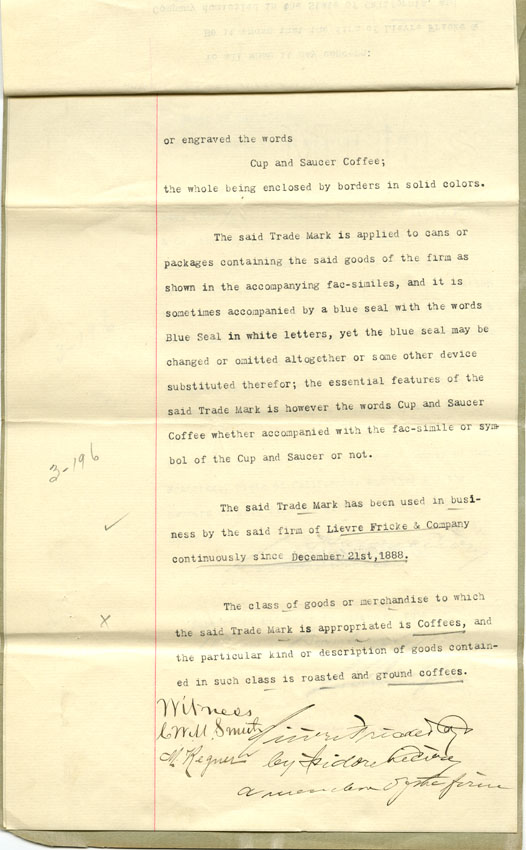 or engraved the words
Cup and Saucer Coffee;
the whole being enclosed by borders in solid colors.
The said Trade Mark is applied to cans or
packages containing the said goods of the firm as
shown in the accompanying fac-similes, and it is
sometimes accompanied by a blue seal with the words
Blue Seal in white letters, yet the blue seal may be
changed or omitted altogether or some other device
substituted therefor; the essential features of the
said Trade Mark is however the words Cup and Saucer
Coffee whether accompanied with the fac-simile or sym-
bol of the Cup and Saucer or not.
3-196
The said Trade Mark has been used in busi-
ness by the said firm of Lievre Fricke & Company
continuously since December 21st, 1888.
The class of goods or merchandise to which
the said Trade Mark is appropriated is Coffees, and
the particular kind or description of goods contain-
ed in such class is roasted and ground coffees.
Witness
C W M Smith Lievre Fricke & Co
M. Regner by Isidore Lievre
a member of the firm